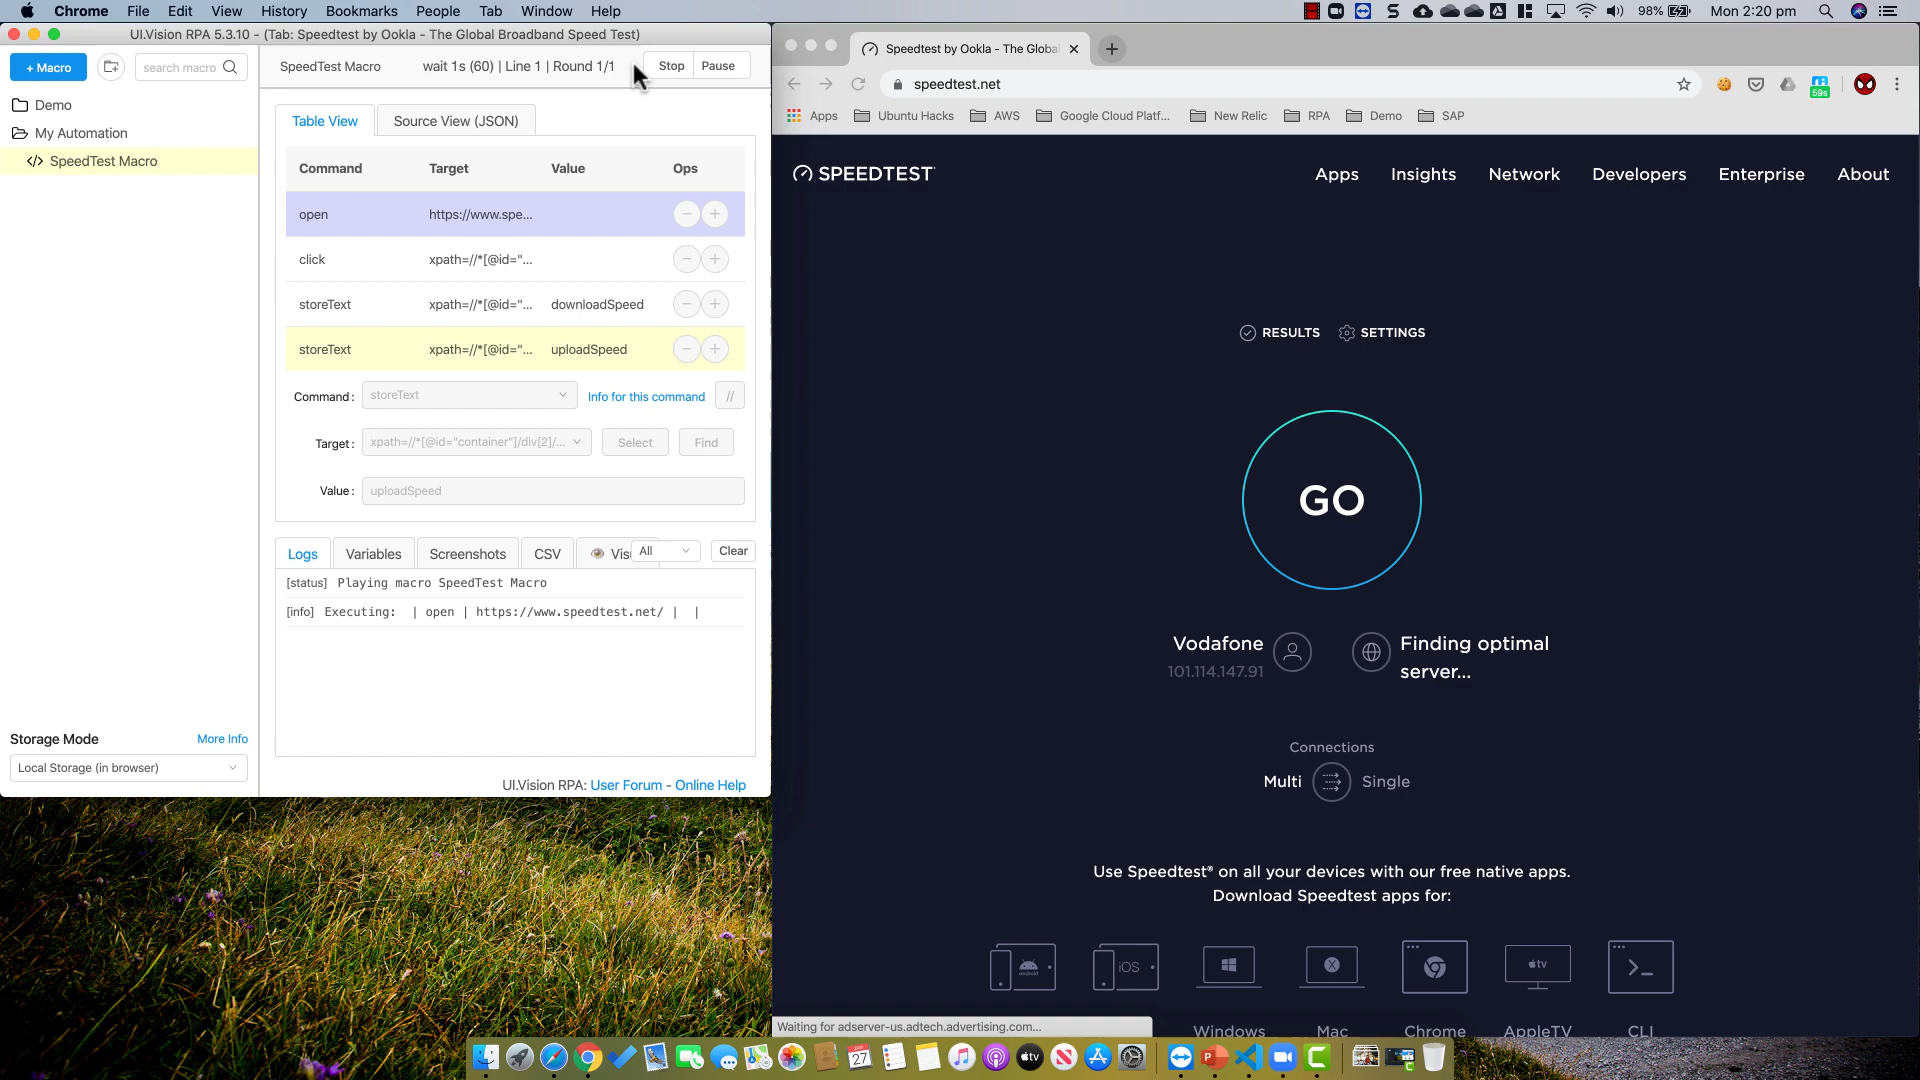 Chrome File Edit View History Bookmarks People Tab Window Help
98% Mon 2:20 pm
UI.Vision RPA 5.3.10 - (Tab: Speedtest by Ookla - The Global Broadband Speed Test)
+ Macro
search macro
Demo
My Automation
</> SpeedTest Macro
Storage Mode More Info
Local Storage (in browser)
SpeedTest Macro wait 1s (60) | Line 1 | Round 1/1 Stop Pause
Table View Source View (JSON)
Command Target Value Ops
open https://www.spe...
click xpath=//*[@id="...
storeText xpath=//*[@id="... downloadSpeed
storeText xpath=//*[@id="... uploadSpeed
Command: storeText Info for this command //
Target: xpath=//*[@id="container"]/div[2]/... Select Find
Value: uploadSpeed
Logs Variables Screenshots CSV Vis All Clear
[status] Playing macro SpeedTest Macro
[info] Executing: | open | https://www.speedtest.net/ | |
UI.Vision RPA: User Forum - Online Help
Speedtest by Ookla - The Globa
speedtest.net
59s
Apps Ubuntu Hacks AWS Google Cloud Platf... New Relic RPA Demo SAP
SPEEDTEST
Apps Insights Network Developers Enterprise About
RESULTS SETTINGS
GO
Vodafone
101.114.147.91
Finding optimal
server...
Connections
Multi Single
Use Speedtest® on all your devices with our free native apps.
Download Speedtest apps for:
android iOS tv
Windows Mac Chrome AppleTV CLI
Waiting for adserver-us.adtech.advertising.com...
JAN
27
tv